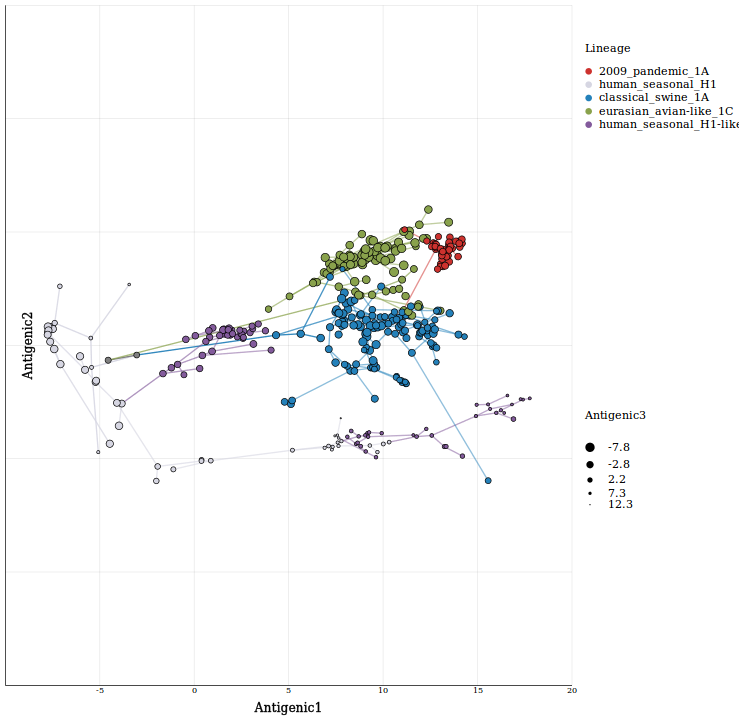 Lineage
2009_pandemic_1A
human_seasonal_H1
classical_swine_1A
eurasian_avian-like_1C
human_seasonal_H1-like
Antigenic2
Antigenic3
-7.8
-2.8
2.2
7.3
12.3
-5 0 5 10 15 20
Antigenic1